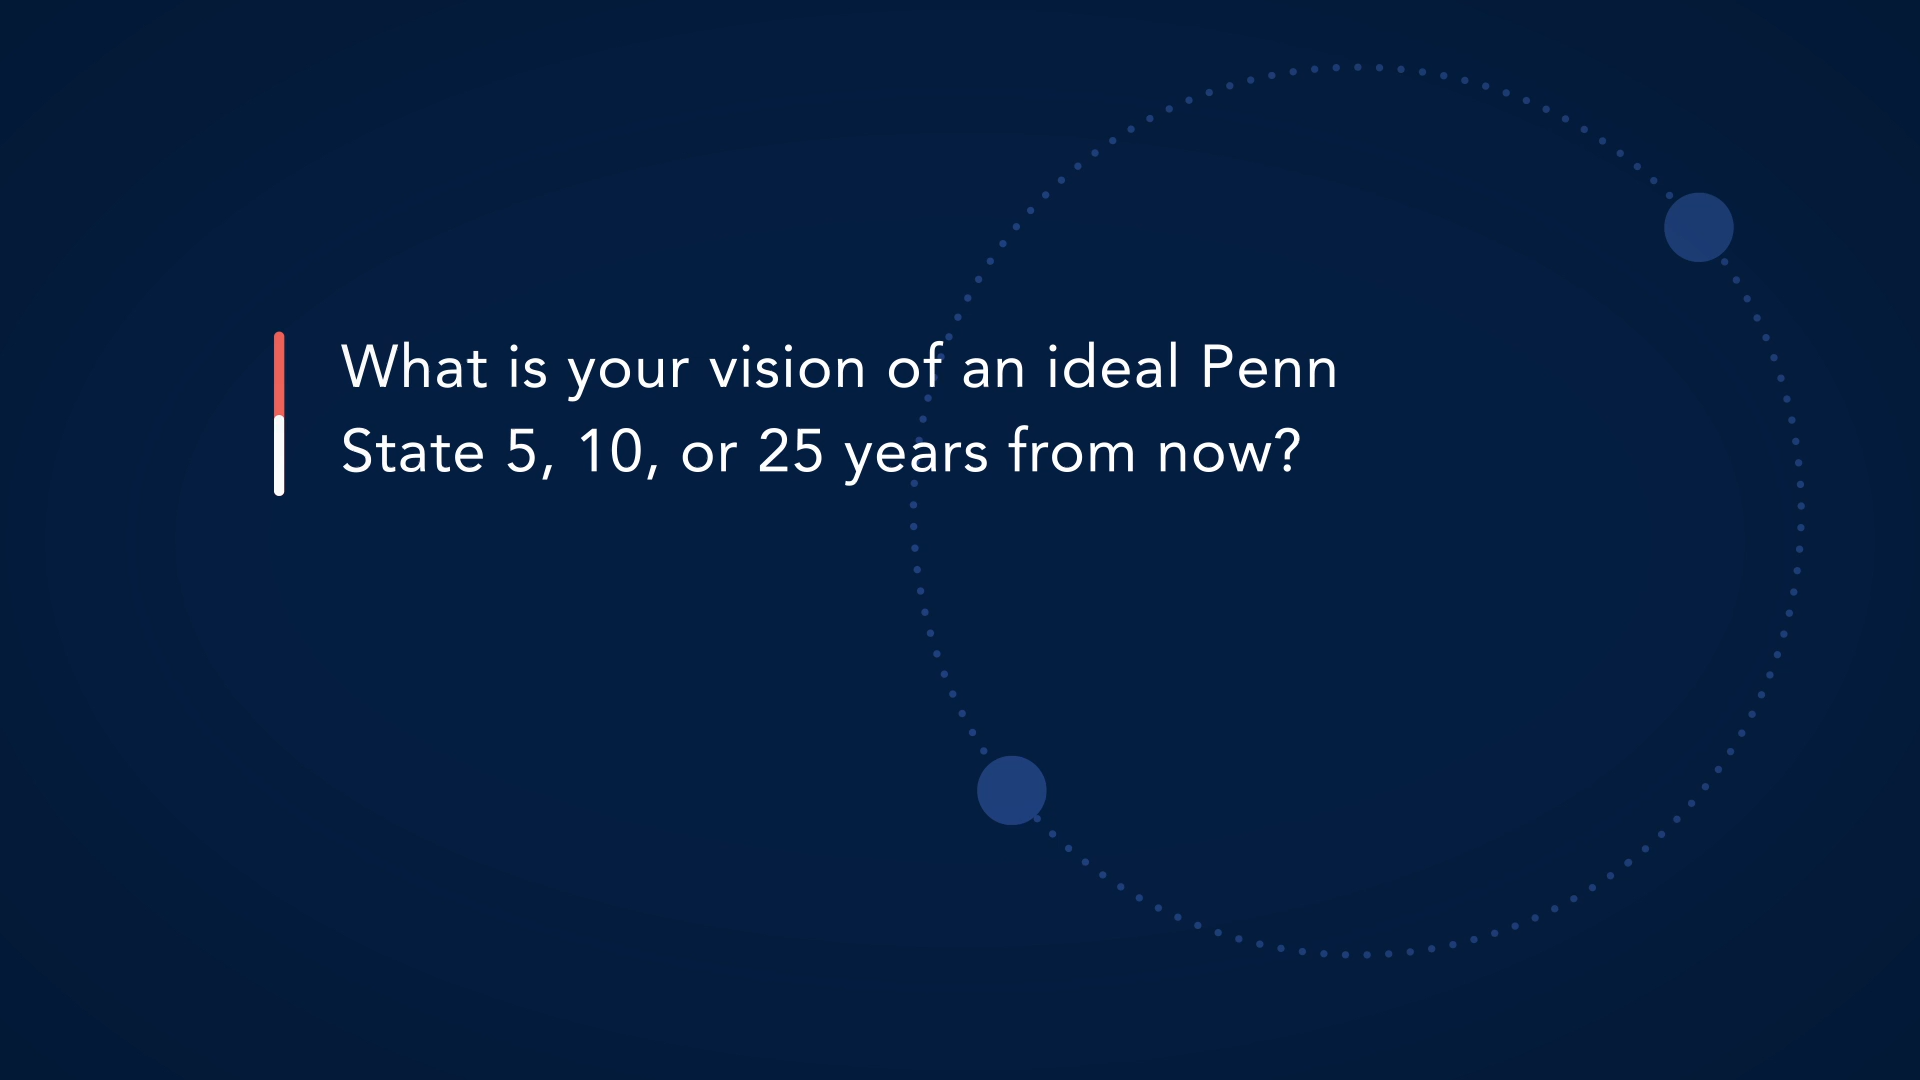 What is your vision of an ideal Penn
State 5, 10, or 25 years from now?